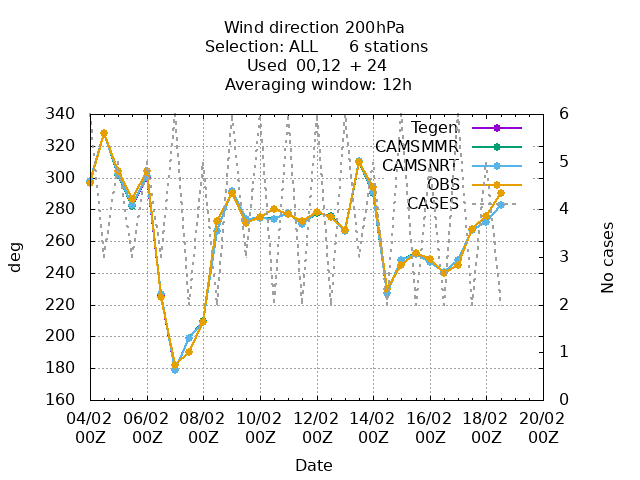 Wind direction 200hPa
Selection: ALL 6 stations
Used 00,12 + 24
Averaging window: 12h
340
320
300
280
260
240
220
200
180
160
deg
6
5
4
3
2
1
0
No cases
Tegen
CAMSMMR
CAMSNRT
OBS
CASES
04/02 06/02 08/02 10/02 12/02 14/02 16/02 18/02 20/02
00Z 00Z 00Z 00Z 00Z 00Z 00Z 00Z 00Z
Date